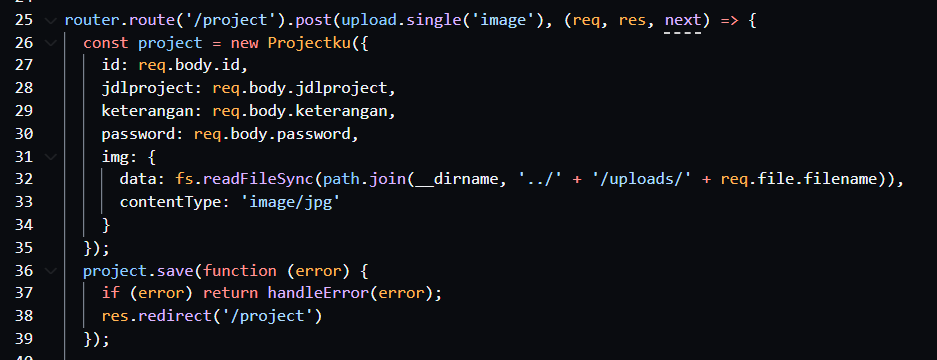 25 router.route('/project').post(upload.single('image'), (req, res, next) => {
26 const project = new Projectku({
27 id: req.body.id,
28 jdlproject: req.body.jdlproject,
29 keterangan: req.body.keterangan,
30 password: req.body.password,
31 img: {
32 data: fs.readFileSync(path.join(__dirname, '../' + '/uploads/' + req.file.filename)),
33 contentType: 'image/jpg'
34 }
35 });
36 project.save(function (error) {
37 if (error) return handleError(error);
38 res.redirect('/project')
39 });